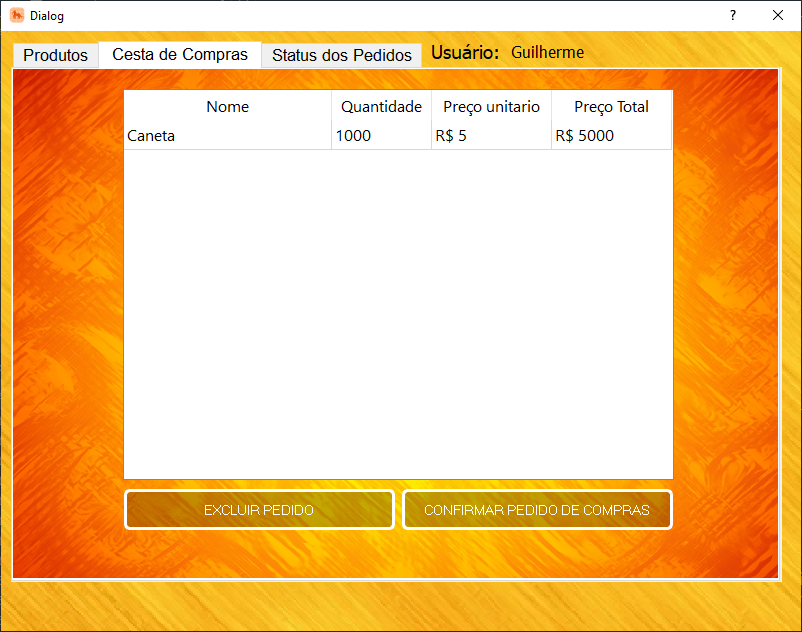 Dialog
?
Produtos Cesta de Compras Status dos Pedidos Usuário: Guilherme
Nome Quantidade Preço unitario Preço Total
Caneta 1000 R$ 5 R$ 5000
EXCLUIR PEDIDO CONFIRMAR PEDIDO DE COMPRAS